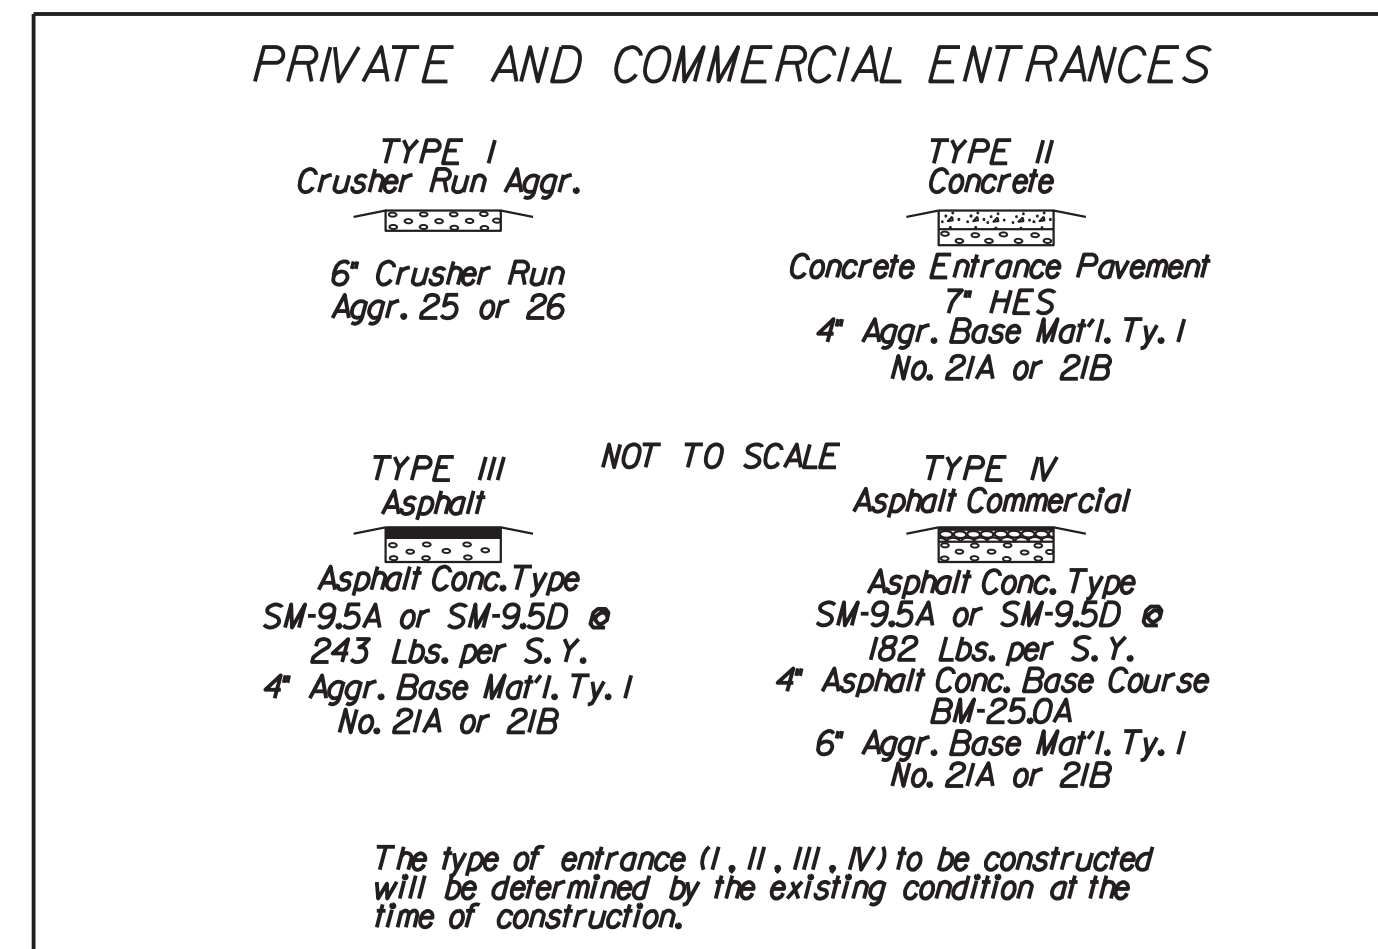 PRIVATE AND COMMERCIAL ENTRANCES
TYPE I
Crusher Run Aggr.
6" Crusher Run
Aggr. 25 or 26
TYPE II
Concrete
Concrete Entrance Pavement
7" HES
4" Aggr. Base Mat'l. Ty. I
No. 21A or 21B
NOT TO SCALE
TYPE III
Asphalt
Asphalt Conc. Type
SM-9.5A or SM-9.5D @
243 Lbs. per S.Y.
4" Aggr. Base Mat'l. Ty. I
No. 21A or 21B
TYPE IV
Asphalt Commercial
Asphalt Conc. Type
SM-9.5A or SM-9.5D @
182 Lbs. per S.Y.
4" Asphalt Conc. Base Course
BM-25.0A
6" Aggr. Base Mat'l. Ty. I
No. 21A or 21B
The type of entrance (I, II, III, IV) to be constructed
will be determined by the existing condition at the
time of construction.